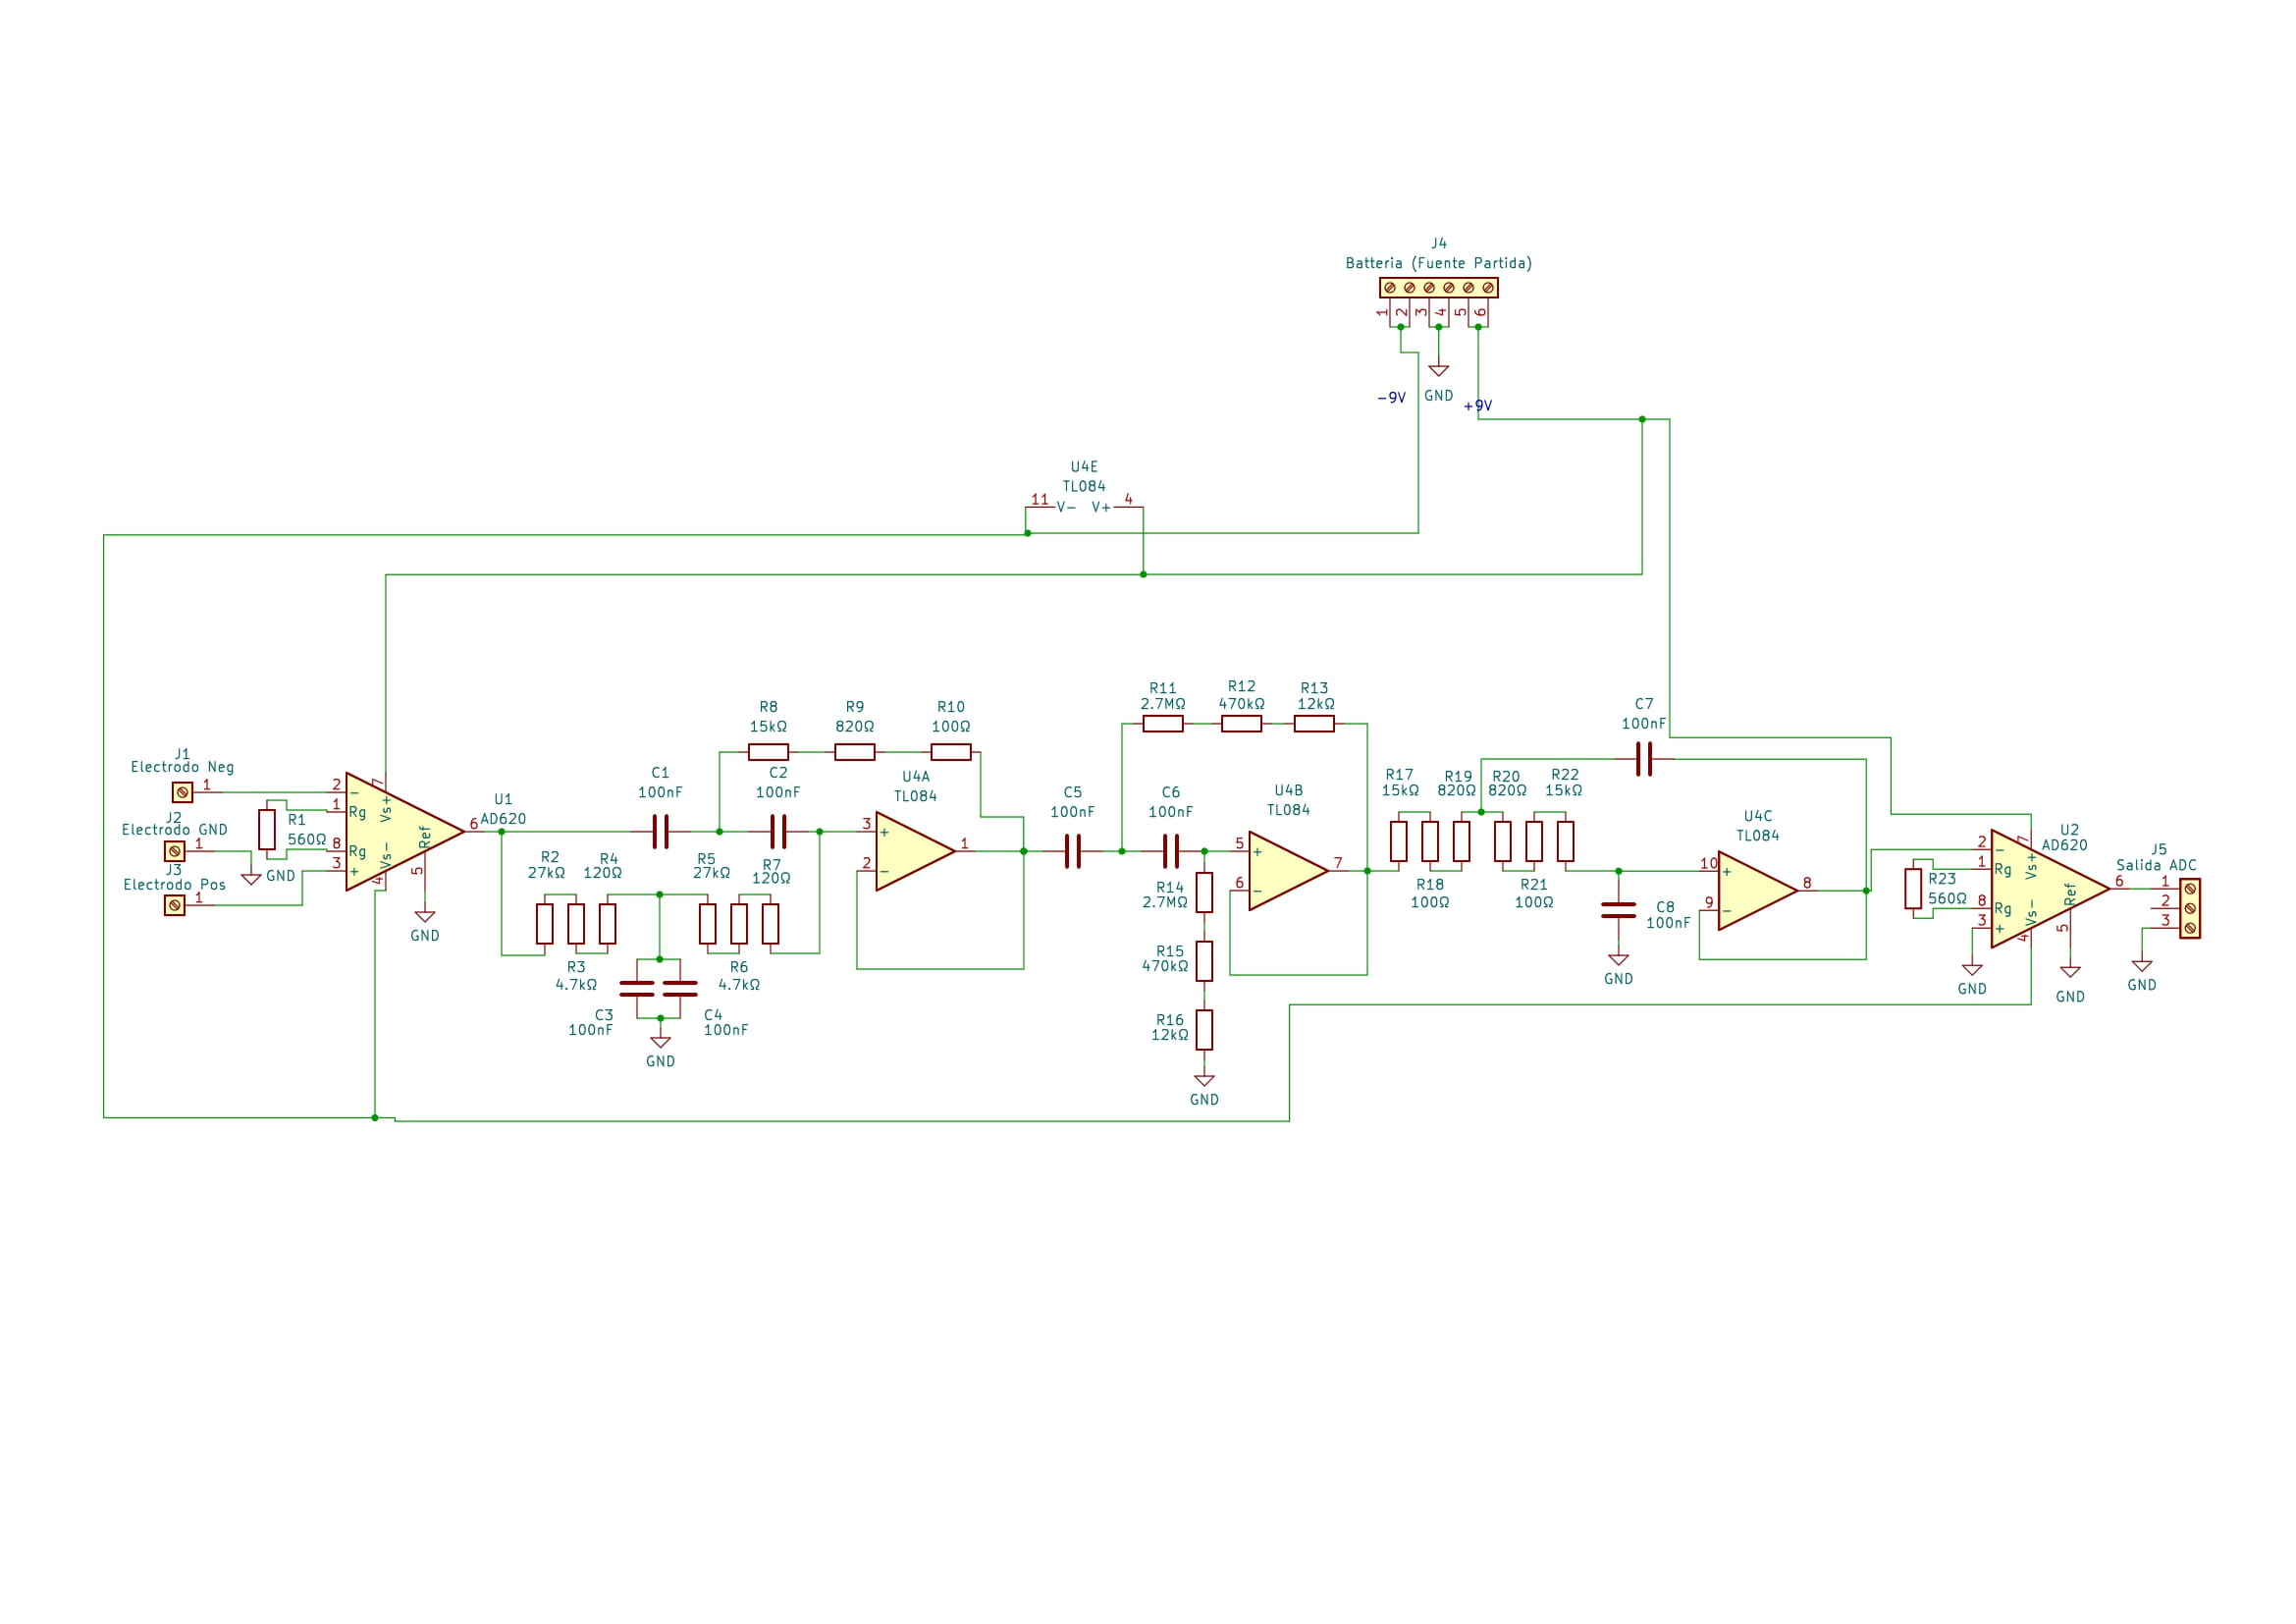 J4
Batteria (Fuente Partida)
1 2 3 4 5 6
-9V
GND
+9V
U4E
TL084
11 V- V+ 4
J1
Electrodo Neg
1
J2
Electrodo GND
1
J3
Electrodo Pos
1
GND
R1
560Ω
2 -
1 Rg
8 Rg
3 +
7 Vs+
4 Vs-
5 Ref
6
U1
AD620
GND
R2
27kΩ
R3
4.7kΩ
R4
120Ω
C1
100nF
R5
27kΩ
R6
4.7kΩ
R7
120Ω
C3
100nF
C4
100nF
GND
R8
15kΩ
R9
820Ω
R10
100Ω
C2
100nF
U4A
TL084
3 +
2 -
1
C5
100nF
R11
2.7MΩ
R12
470kΩ
R13
12kΩ
C6
100nF
U4B
TL084
5 +
6 -
7
R14
2.7MΩ
R15
470kΩ
R16
12kΩ
GND
R17
15kΩ
R18
100Ω
R19
820Ω
R20
820Ω
R21
100Ω
R22
15kΩ
C7
100nF
C8
100nF
GND
U4C
TL084
10 +
9 -
8
R23
560Ω
2 -
1 Rg
8 Rg
3 +
7 Vs+
4 Vs-
5 Ref
6
U2
AD620
GND
GND
J5
Salida ADC
1
2
3
GND